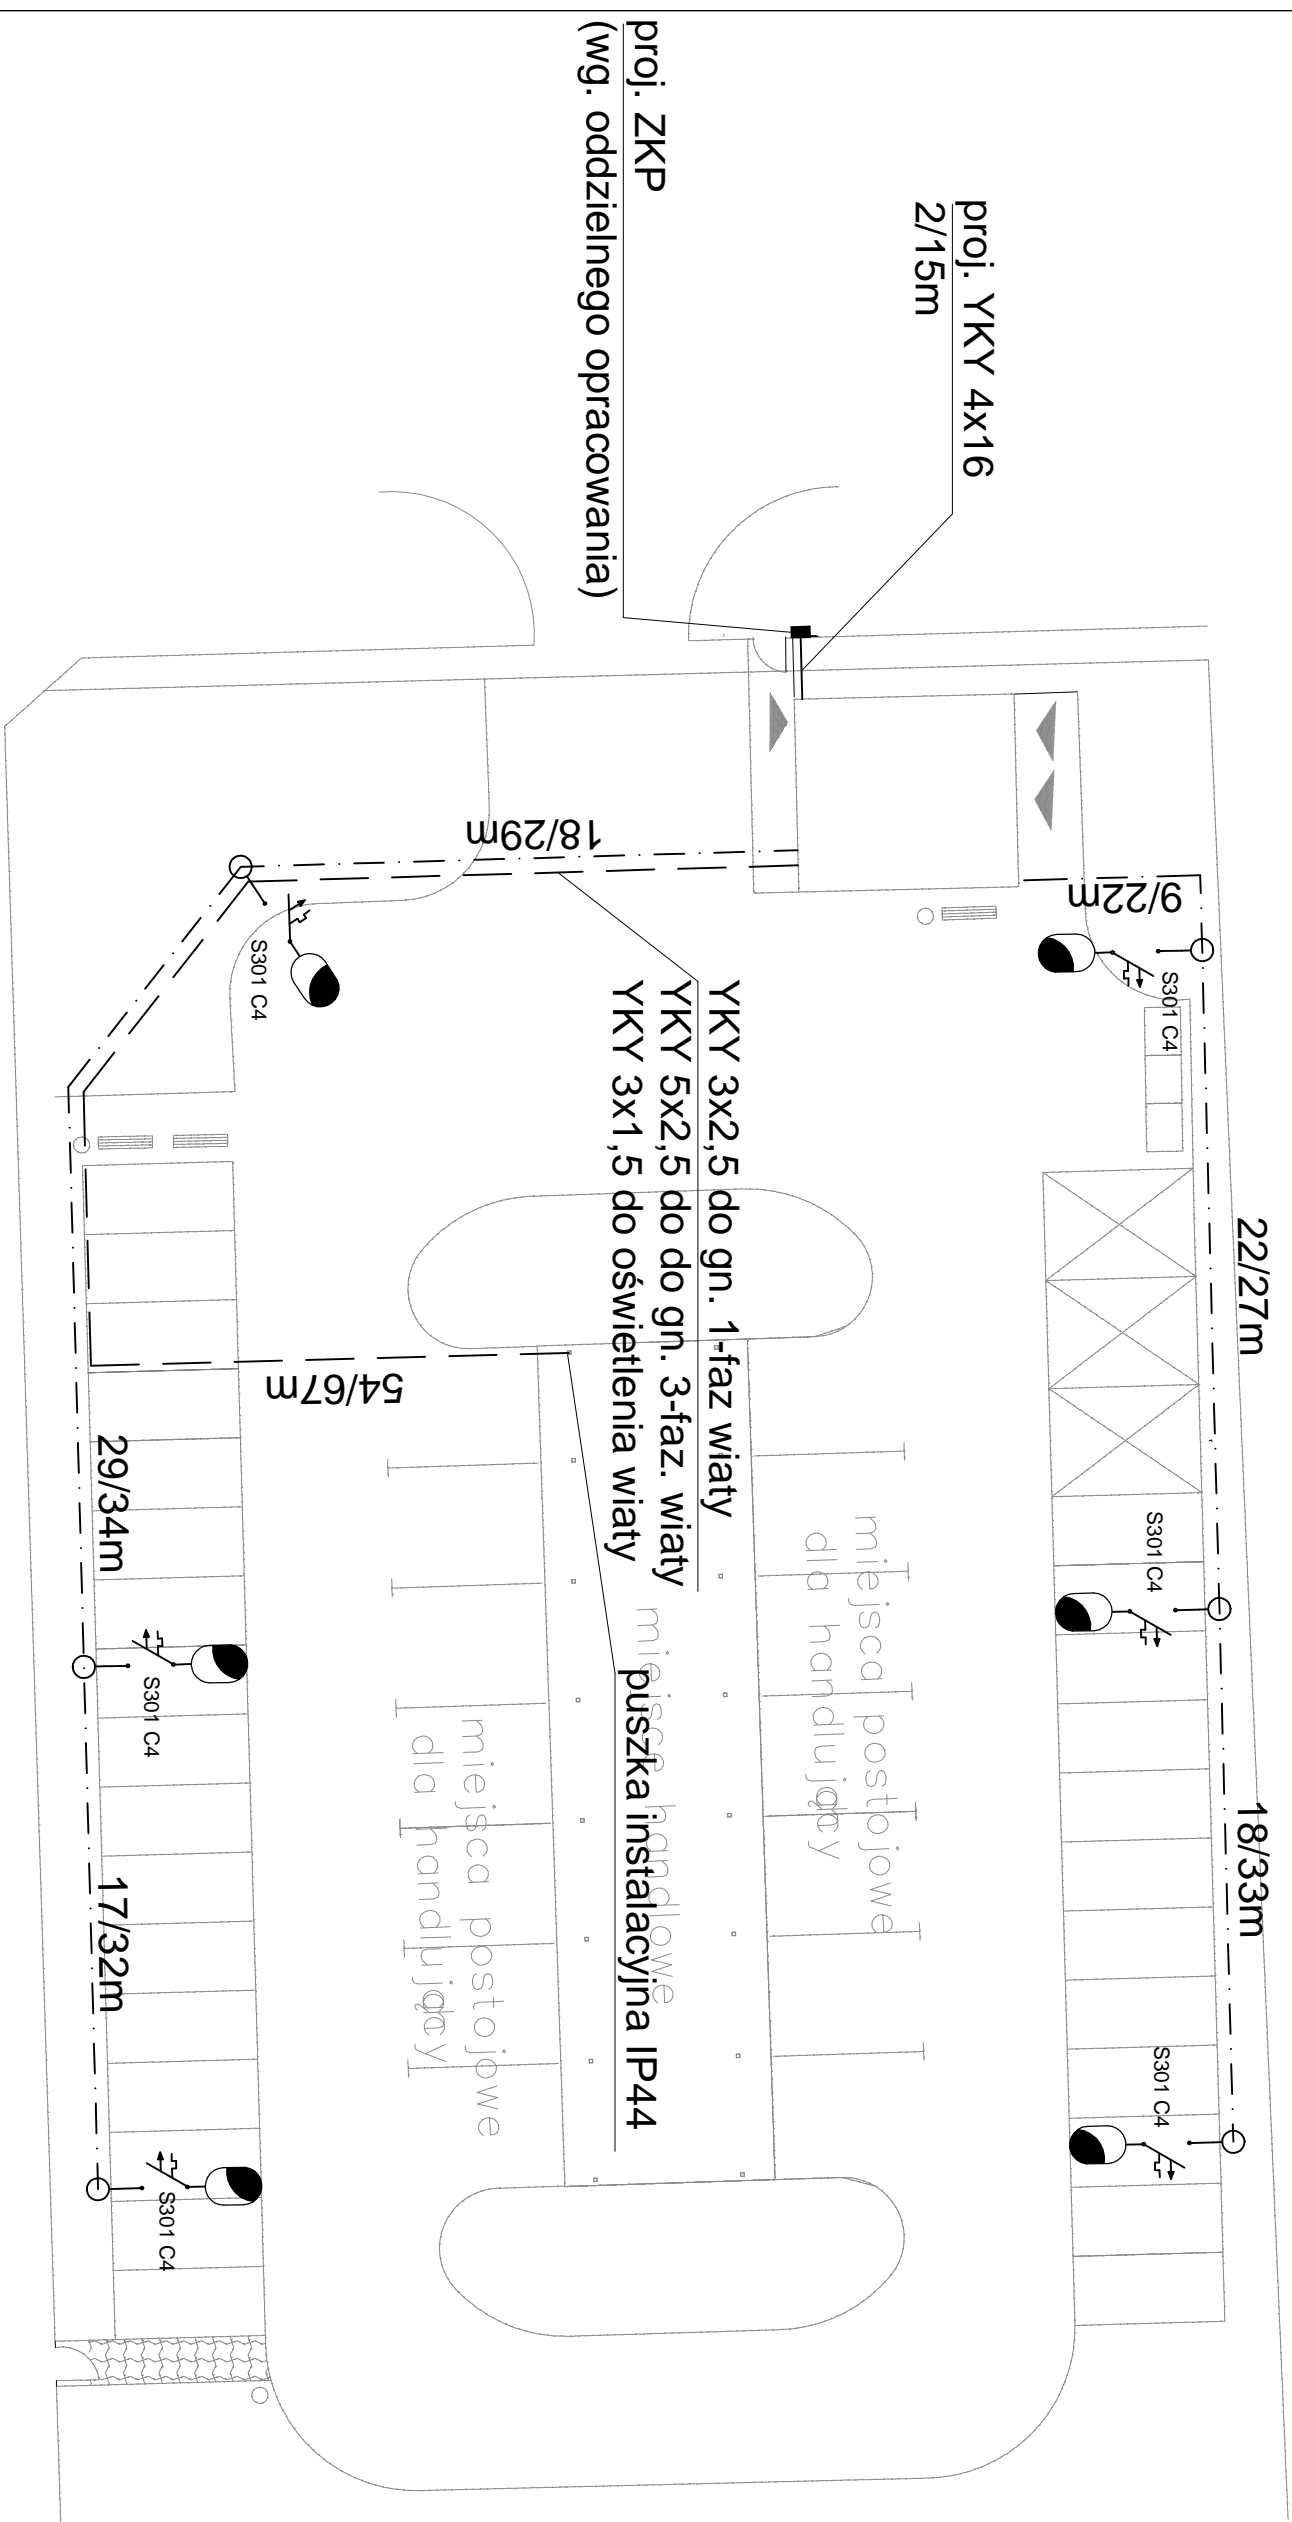 proj. YKY 4x16
2/15m
proj. ZKP
(wg. oddzielnego opracowania)
9/22m
S301 C4
22/27m
S301 C4
18/33m
S301 C4
18/29m
S301 C4
YKY 3x2,5 do gn. 1-faz wiaty
YKY 5x2,5 do do gn. 3-faz. wiaty
YKY 3x1,5 do oświetlenia wiaty
54/67m
puszka instalacyjna IP44
miejsce handlowe
miejsca postojowe
dla
miejsca postojowe
dla
29/34m
S301 C4
17/32m
S301 C4